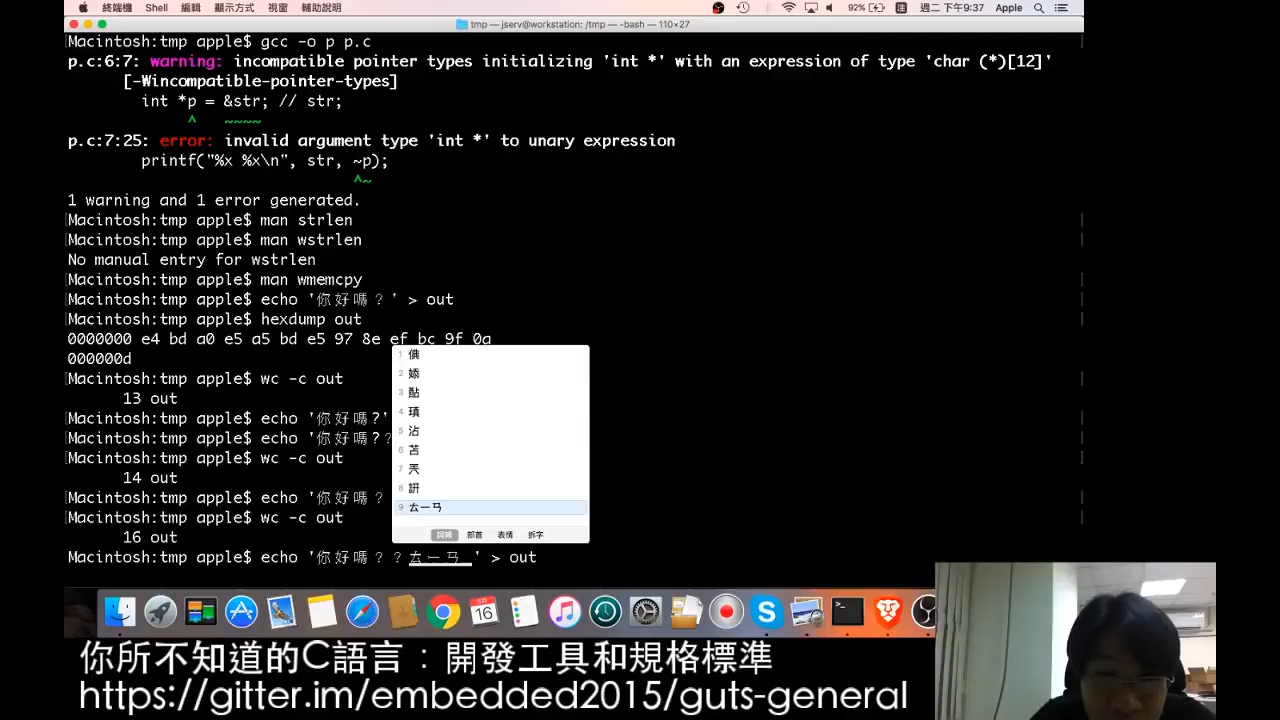 Shell 編輯 顯示方式 視窗 輔助說明 92% 週二 下午9:37 Apple
tmp — jserv@workstation: /tmp — -bash — 110×27
Macintosh:tmp apple$ gcc -o p p.c
p.c:6:7: warning: incompatible pointer types initializing 'int *' with an expression of type 'char (*)[12]'
[-Wincompatible-pointer-types]
int *p = &str; // str;
^ ~~~~
p.c:7:25: error: invalid argument type 'int *' to unary expression
printf("%x %x\n", str, ~p);
^~
1 warning and 1 error generated.
Macintosh:tmp apple$ man strlen
Macintosh:tmp apple$ man wstrlen
No manual entry for wstrlen
Macintosh:tmp apple$ man wmemcpy
Macintosh:tmp apple$ echo '你好嗎？' > out
Macintosh:tmp apple$ hexdump out
0000000 e4 bd a0 e5 a5 bd e5 97 8e ef bc 9f 0a
000000d
Macintosh:tmp apple$ wc -c out
13 out
Macintosh:tmp apple$ echo '你好嗎?'
Macintosh:tmp apple$ echo '你好嗎??
Macintosh:tmp apple$ wc -c out
14 out
Macintosh:tmp apple$ echo '你好嗎？
Macintosh:tmp apple$ wc -c out
16 out
Macintosh:tmp apple$ echo '你好嗎？？ㄊㄧㄢ ' > out
1
2
3
4
5 沾
6 苫
7
8
9 ㄊㄧㄢ
部首 表情 拆字
16
你所不知道的C語言：開發工具和規格標準
https://gitter.im/embedded2015/guts-general